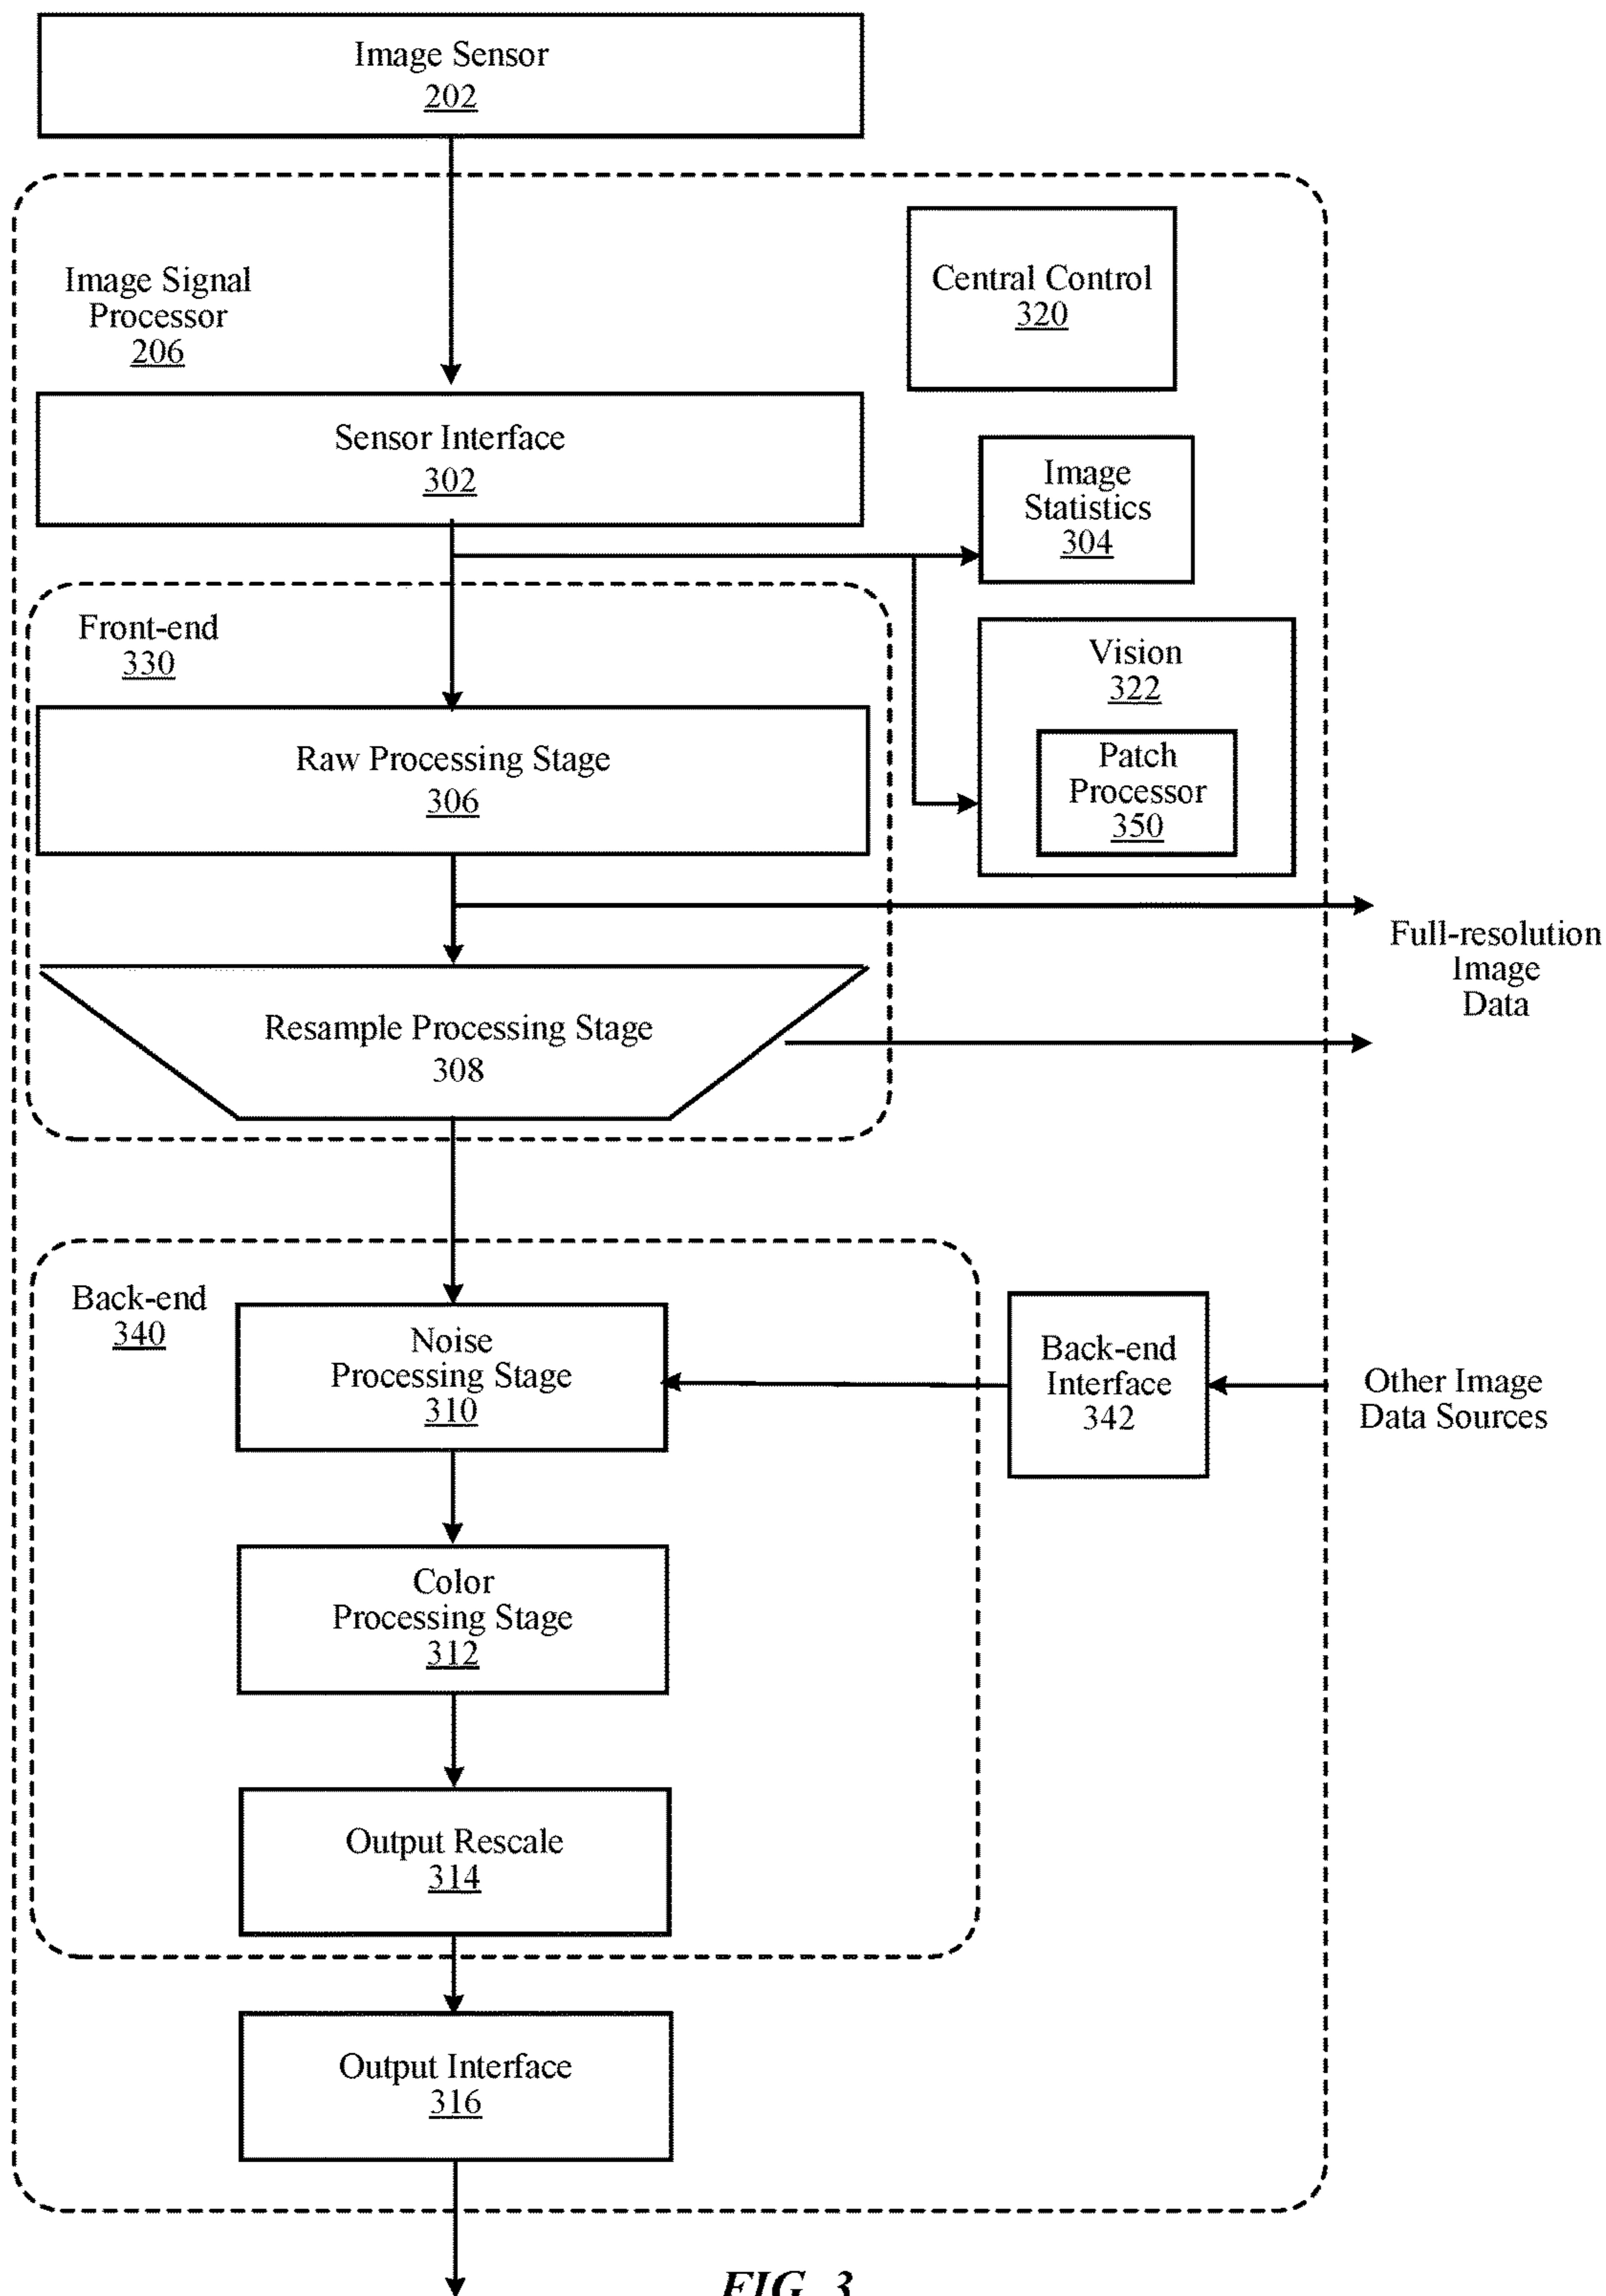 Image Sensor
202
Image Signal
Processor
206
Central Control
320
Sensor Interface
302
Image
Statistics
304
Front-end
330
Vision
322
Patch
Processor
350
Raw Processing Stage
306
Full-resolution
Image
Data
Resample Processing Stage
308
Back-end
340
Noise
Processing Stage
310
Back-end
Interface
342
Other Image
Data Sources
Color
Processing Stage
312
Output Rescale
314
Output Interface
316
FIG. 3